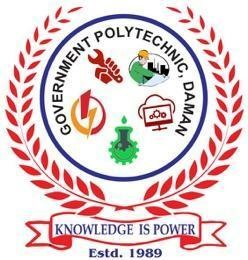 GOVERNMENT POLYTECHNIC, DAMAN
KNOWLEDGE IS POWER
Estd. 1989